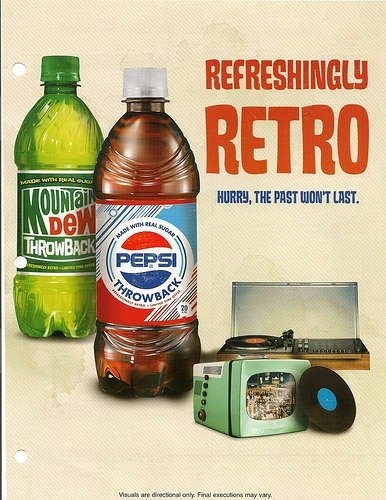 REFRESHINGLY
RETRO
HURRY, THE PAST WON'T LAST.
MADE WITH REAL SUGAR
MOUNTAIN
DEW
THROWBACK
MADE WITH REAL SUGAR
PEPSI
THROWBACK
20
Visuals are directional only. Final executions may vary.